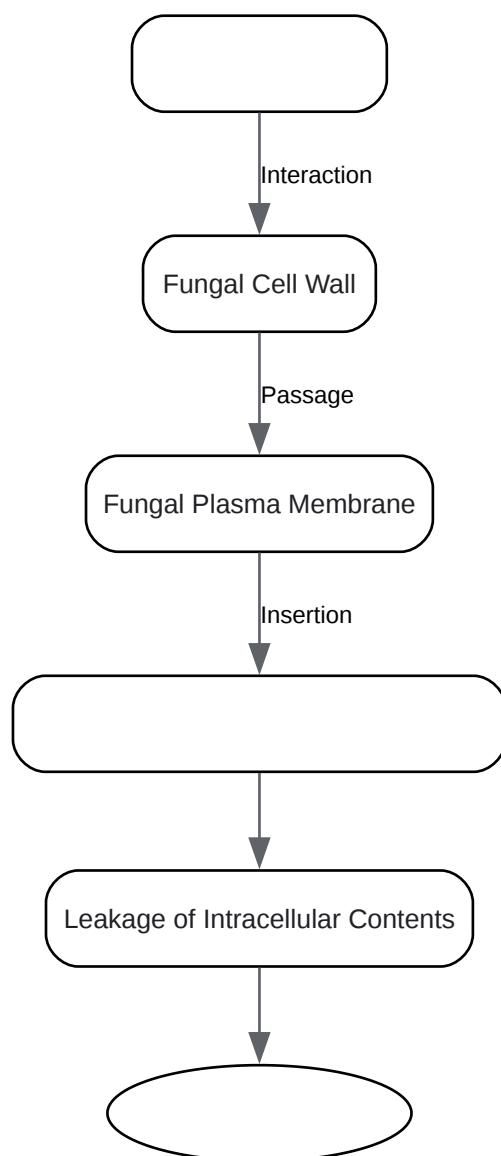 Interaction
Fungal Cell Wall
Passage
Fungal Plasma Membrane
Insertion
Leakage of Intracellular Contents